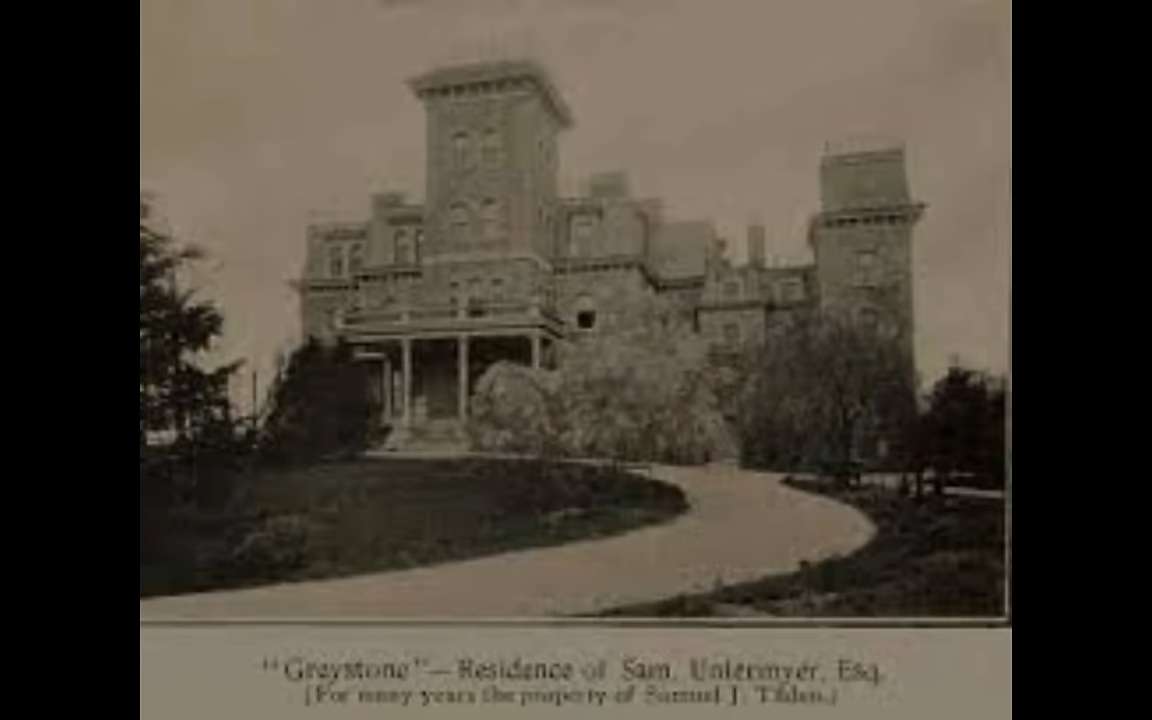 "Greystone"—Residence of Sam. Untermyer, Esq.
(For many years the property of Samuel J. Tilden.)